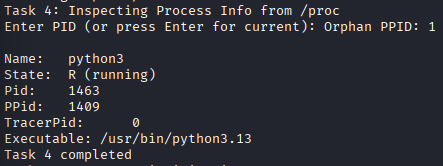 Task 4: Inspecting Process Info from /proc
Enter PID (or press Enter for current): Orphan PPID: 1
Name:   python3
State:  R (running)
Pid:    1463
PPid:   1409
TracerPid:      0
Executable: /usr/bin/python3.13
Task 4 completed